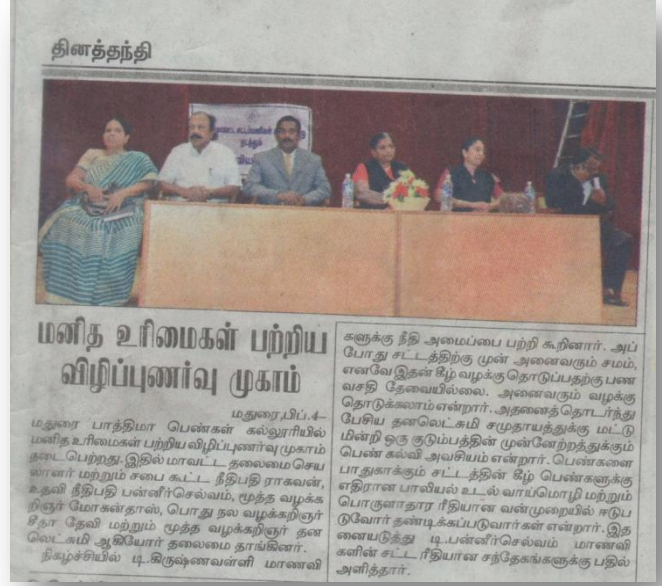 தினத்தந்தி
நடத்தும்
மனித உரிமைகள் பற்றிய
விழிப்புணர்வு முகாம்
மதுரை,பிப்.4-
மதுரை பாத்திமா பெண்கள் கல்லூரியில்
மனித உரிமைகள் பற்றிய விழிப்புணர்வு முகாம்
நடைபெற்றது. இதில் மாவட்ட தலைமை செய
லாளர் மற்றும் சபை கூட்ட நீதிபதி ராகவன்,
உதவி நீதிபதி பன்னீர்செல்வம், மூத்த வழக்க
றிஞர் மோகன்தாஸ், பொது நல வழக்கறிஞர்
சீதா தேவி மற்றும் மூத்த வழக்கறிஞர் தன
லெட்சுமி ஆகியோர் தலைமை தாங்கினர்.
நிகழ்ச்சியில் டி.கிருஷ்ணவள்ளி மாணவி
களுக்கு நீதி அமைப்பை பற்றி கூறினார். அப்
போது சட்டத்திற்கு முன் அனைவரும் சமம்,
எனவே இதன் கீழ் வழக்கு தொடுப்பதற்கு பண
வசதி தேவையில்லை. அனைவரும் வழக்கு
தொடுக்கலாம் என்றார். அதனைத்தொடர்ந்து
பேசிய தனலெட்சுமி சமுதாயத்துக்கு மட்டு
மின்றி ஒரு குடும்பத்தின் முன்னேற்றத்துக்கும்
பெண் கல்வி அவசியம் என்றார். பெண்களை
பாதுகாக்கும் சட்டத்தின் கீழ் பெண்களுக்கு
எதிரான பாலியல் உடல் வாய்மொழி மற்றும்
பொருளாதார ரீதியான வன்முறையில் ஈடுப
டுவோர் தண்டிக்கப்படுவார்கள் என்றார். இத
னையடுத்து டி.பன்னீர்செல்வம் மாணவி
களின் சட்ட ரீதியான சந்தேகங்களுக்கு பதில்
அளித்தார்.